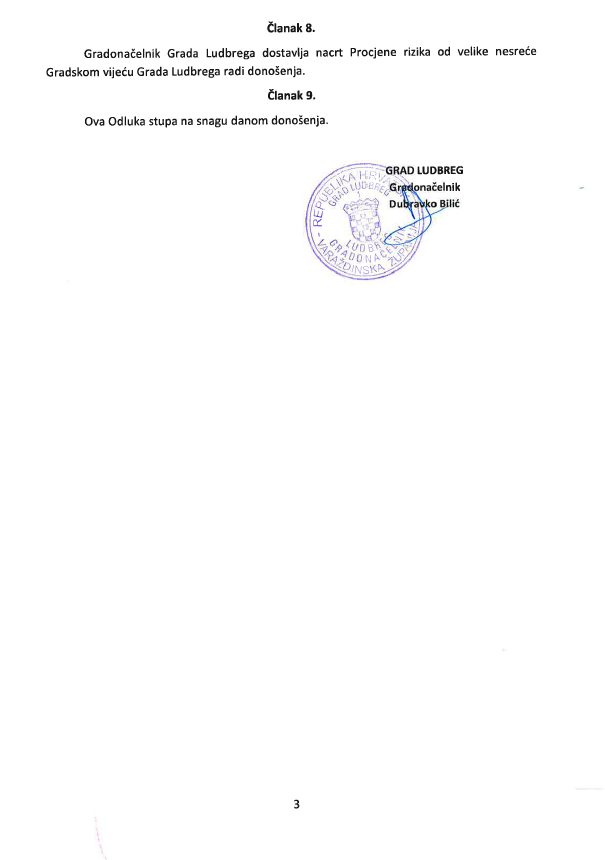 Članak 8.
Gradonačelnik Grada Ludbrega dostavlja nacrt Procjene rizika od velike nesreće
Gradskom vijeću Grada Ludbrega radi donošenja.
Članak 9.
Ova Odluka stupa na snagu danom donošenja.
GRAD LUDBREG
Gradonačelnik
Dubravko Bilić
REPUBLIKA HRVA
VARAŽDINSKA ŽUPA
GRAD LUDBREG
GRADONAČELNIK
LUDBREG
3